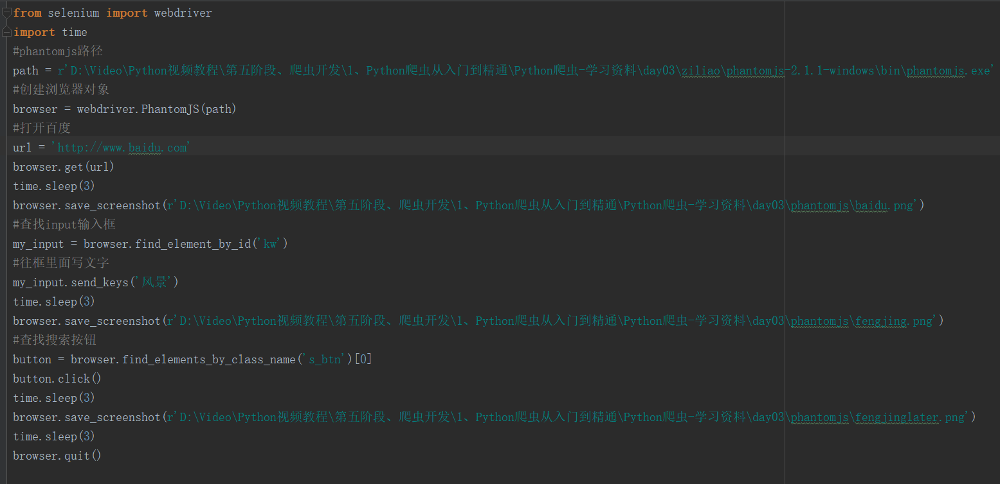 from selenium import webdriver
import time
#phantomjs路径
path = r'D:\Video\Python视频教程\第五阶段、爬虫开发\1、Python爬虫从入门到精通\Python爬虫-学习资料\day03\ziliao\phantomjs-2.1.1-windows\bin\phantomjs.exe'
#创建浏览器对象
browser = webdriver.PhantomJS(path)
#打开百度
url = 'http://www.baidu.com'
browser.get(url)
time.sleep(3)
browser.save_screenshot(r'D:\Video\Python视频教程\第五阶段、爬虫开发\1、Python爬虫从入门到精通\Python爬虫-学习资料\day03\phantomjs\baidu.png')
#查找input输入框
my_input = browser.find_element_by_id('kw')
#往框里面写文字
my_input.send_keys('风景')
time.sleep(3)
browser.save_screenshot(r'D:\Video\Python视频教程\第五阶段、爬虫开发\1、Python爬虫从入门到精通\Python爬虫-学习资料\day03\phantomjs\fengjing.png')
#查找搜索按钮
button = browser.find_elements_by_class_name('s_btn')[0]
button.click()
time.sleep(3)
browser.save_screenshot(r'D:\Video\Python视频教程\第五阶段、爬虫开发\1、Python爬虫从入门到精通\Python爬虫-学习资料\day03\phantomjs\fengjinglater.png')
time.sleep(3)
browser.quit()